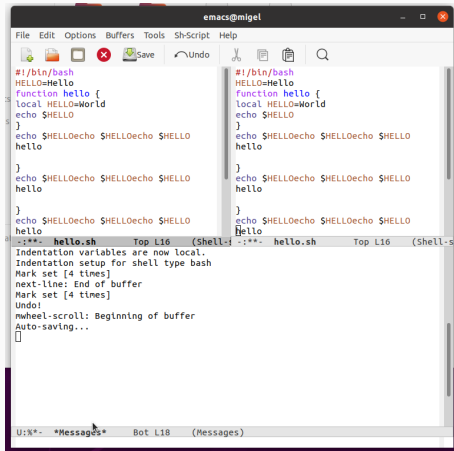 emacs@migel
File Edit Options Buffers Tools Sh-Script Help
Save Undo
#!/bin/bash
HELLO=Hello
function hello {
local HELLO=World
echo $HELLO
}
echo $HELLOecho $HELLOecho $HELLO
hello
}
echo $HELLOecho $HELLOecho $HELLO
hello
}
echo $HELLOecho $HELLOecho $HELLO
hello
-:**- hello.sh Top L16 (Shell-s
#!/bin/bash
HELLO=Hello
function hello {
local HELLO=World
echo $HELLO
}
echo $HELLOecho $HELLOecho $HELLO
hello
}
echo $HELLOecho $HELLOecho $HELLO
hello
}
echo $HELLOecho $HELLOecho $HELLO
hello
-:**- hello.sh Top L16 (Shell-s
Indentation variables are now local.
Indentation setup for shell type bash
Mark set [4 times]
next-line: End of buffer
Mark set [4 times]
Undo!
mwheel-scroll: Beginning of buffer
Auto-saving...
U:%*- *Messages* Bot L18 (Messages)